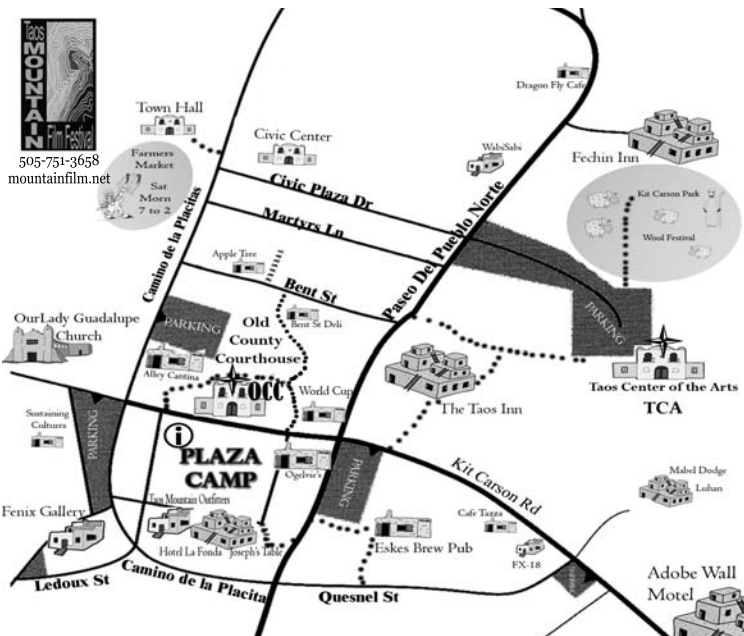 Taos
MOUNTAIN
Film Festival
505-751-3658
mountainfilm.net
Town Hall
Farmers
Market
Sat
Morn
7 to 2
Civic Center
Dragon Fly Cafe
WabiSabi
Fechin Inn
Kit Carson Park
Wool Festival
Civic Plaza Dr
Martyrs Ln
Camino de la Placitas
Paseo Del Pueblo Norte
Apple Tree
Bent St
PARKING
Bent St Deli
Old
County
Courthouse
OurLady Guadalupe
Church
Alley Cantina
OCC
World Cup
The Taos Inn
PARKING
Taos Center of the Arts
TCA
Sustaining
Cultures
PARKING
i
PLAZA
CAMP
Ogelvie's
PARKING
Kit Carson Rd
Mabel Dodge
Luhan
Fenix Gallery
Taos Mountain Outfitters
Hotel La Fonda
Joseph's Table
Eskes Brew Pub
Cafe Tazza
FX-18
Ledoux St
Camino de la Placita
Quesnel St
Adobe Wall
Motel